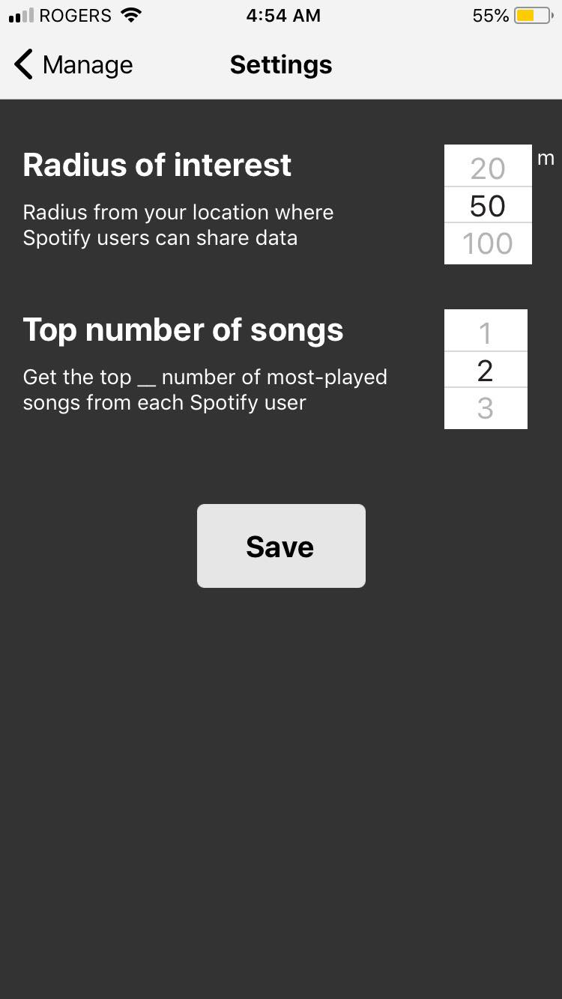 ROGERS 4:54 AM 55%
Manage Settings
Radius of interest
Radius from your location where
Spotify users can share data
20 m
50
100
Top number of songs
Get the top __ number of most-played
songs from each Spotify user
1
2
3
Save